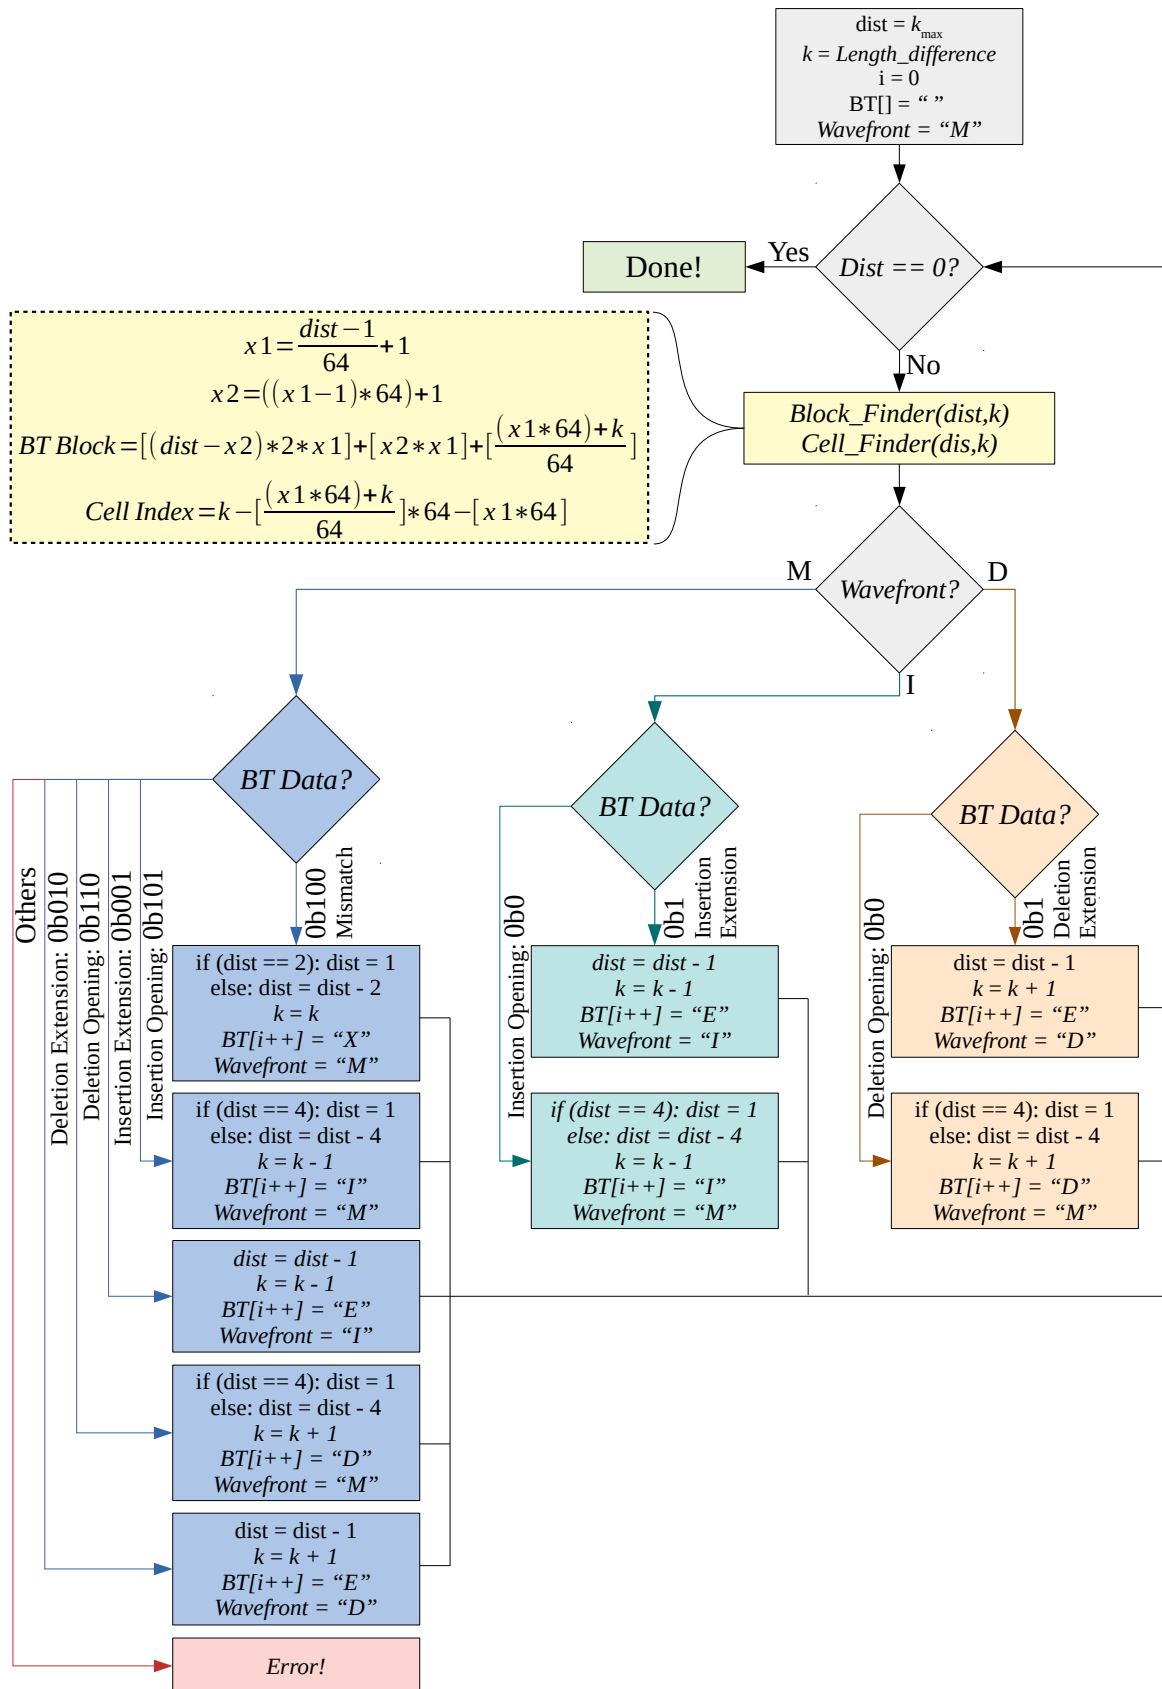 dist = kmax
k = Length_difference
i = 0
BT[] = “ ”
Wavefront = “M”
Dist == 0?
Yes
Done!
No
x1=(dist−1)/64+1
x2=((x1−1)∗64)+1
BT Block=[(dist−x2)∗2∗x1]+[x2∗x1]+[((x1∗64)+k)/64]
Cell Index=k−[((x1∗64)+k)/64]∗64−[x1∗64]
Block_Finder(dist,k)
Cell_Finder(dis,k)
Wavefront?
M
D
I
BT Data?
BT Data?
BT Data?
Others
Deletion Extension: 0b010
Deletion Opening: 0b110
Insertion Extension: 0b001
Insertion Opening: 0b101
0b100
Mismatch
if (dist == 2): dist = 1
else: dist = dist - 2
k = k
BT[i++] = “X”
Wavefront = “M”
if (dist == 4): dist = 1
else: dist = dist - 4
k = k - 1
BT[i++] = “I”
Wavefront = “M”
dist = dist - 1
k = k - 1
BT[i++] = “E”
Wavefront = “I”
if (dist == 4): dist = 1
else: dist = dist - 4
k = k + 1
BT[i++] = “D”
Wavefront = “M”
dist = dist - 1
k = k + 1
BT[i++] = “E”
Wavefront = “D”
Error!
Insertion Opening: 0b0
0b1
Insertion
Extension
dist = dist - 1
k = k - 1
BT[i++] = “E”
Wavefront = “I”
if (dist == 4): dist = 1
else: dist = dist - 4
k = k - 1
BT[i++] = “I”
Wavefront = “M”
Deletion Opening: 0b0
0b1
Deletion
Extension
dist = dist - 1
k = k + 1
BT[i++] = “E”
Wavefront = “D”
if (dist == 4): dist = 1
else: dist = dist - 4
k = k + 1
BT[i++] = “D”
Wavefront = “M”